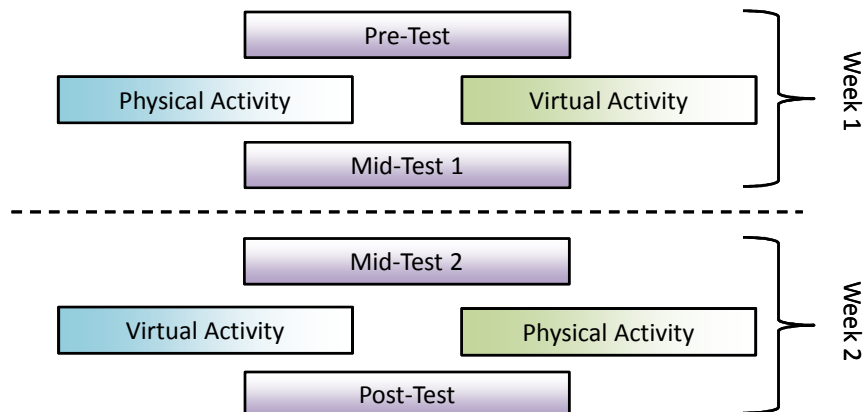 Pre-Test
Physical Activity
Virtual Activity
Mid-Test 1
Week 1
Mid-Test 2
Virtual Activity
Physical Activity
Post-Test
Week 2